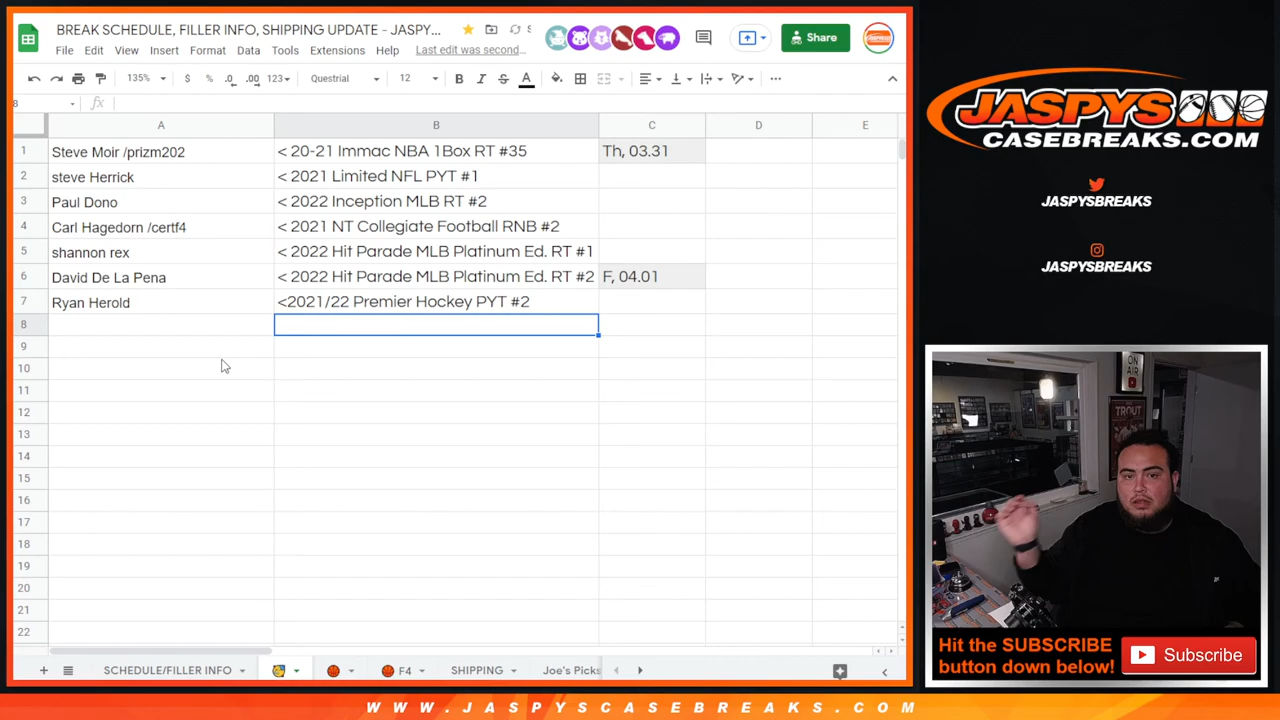 BREAK SCHEDULE, FILLER INFO, SHIPPING UPDATE - JASPY...
File Edit View Insert Format Data Tools Extensions Help Last edit was second...
Share
135% $ % .0 .00 123 Questrial 12 B I S A
8 fx
A B C D E
1 Steve Moir /prizm202 < 20-21 Immac NBA 1Box RT #35 Th, 03.31
2 steve Herrick < 2021 Limited NFL PYT #1
3 Paul Dono < 2022 Inception MLB RT #2
4 Carl Hagedorn /certf4 < 2021 NT Collegiate Football RNB #2
5 shannon rex < 2022 Hit Parade MLB Platinum Ed. RT #1
6 David De La Pena < 2022 Hit Parade MLB Platinum Ed. RT #2 F, 04.01
7 Ryan Herold <2021/22 Premier Hockey PYT #2
8
9
10
11
12
13
14
15
16
17
18
19
20
21
22
SCHEDULE/FILLER INFO F4 SHIPPING Joe's Picks
JASPYS
CASEBREAKS.COM
JASPYSBREAKS
JASPYSBREAKS
ON AIR
TROUT
Hit the SUBSCRIBE
button down below!
Subscribe
WWW.JASPYSCASEBREAKS.COM